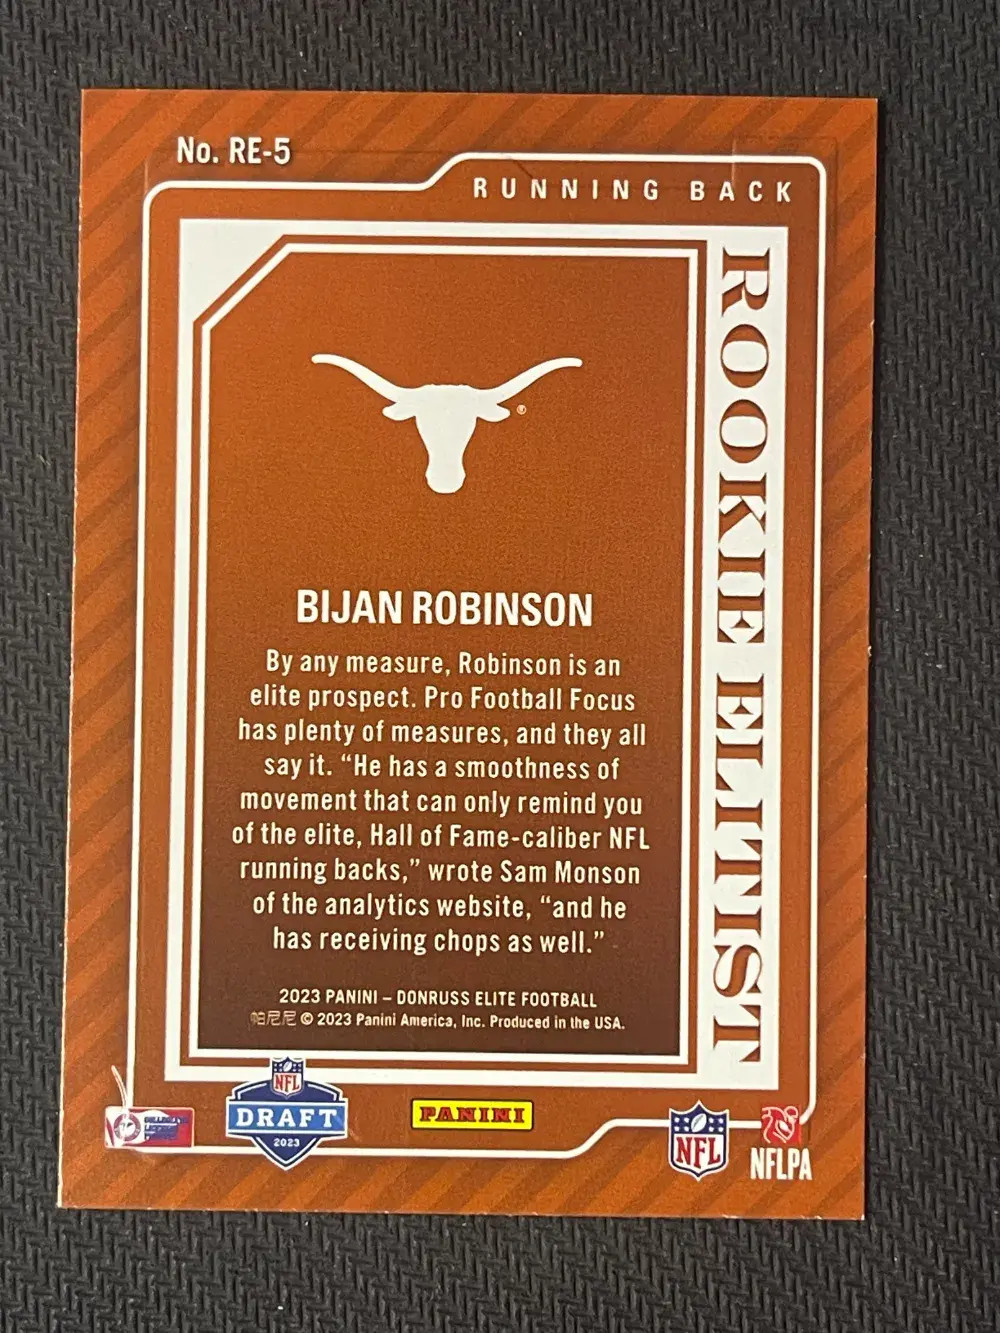 No. RE-5
RUNNING BACK
ROOKIE ELITIST
®
BIJAN ROBINSON
By any measure, Robinson is an
elite prospect. Pro Football Focus
has plenty of measures, and they all
say it. “He has a smoothness of
movement that can only remind you
of the elite, Hall of Fame-caliber NFL
running backs,” wrote Sam Monson
of the analytics website, “and he
has receiving chops as well.”
2023 PANINI – DONRUSS ELITE FOOTBALL
帕尼尼 © 2023 Panini America, Inc. Produced in the USA.
NFL
DRAFT
2023
PANINI
NFL
NFLPA